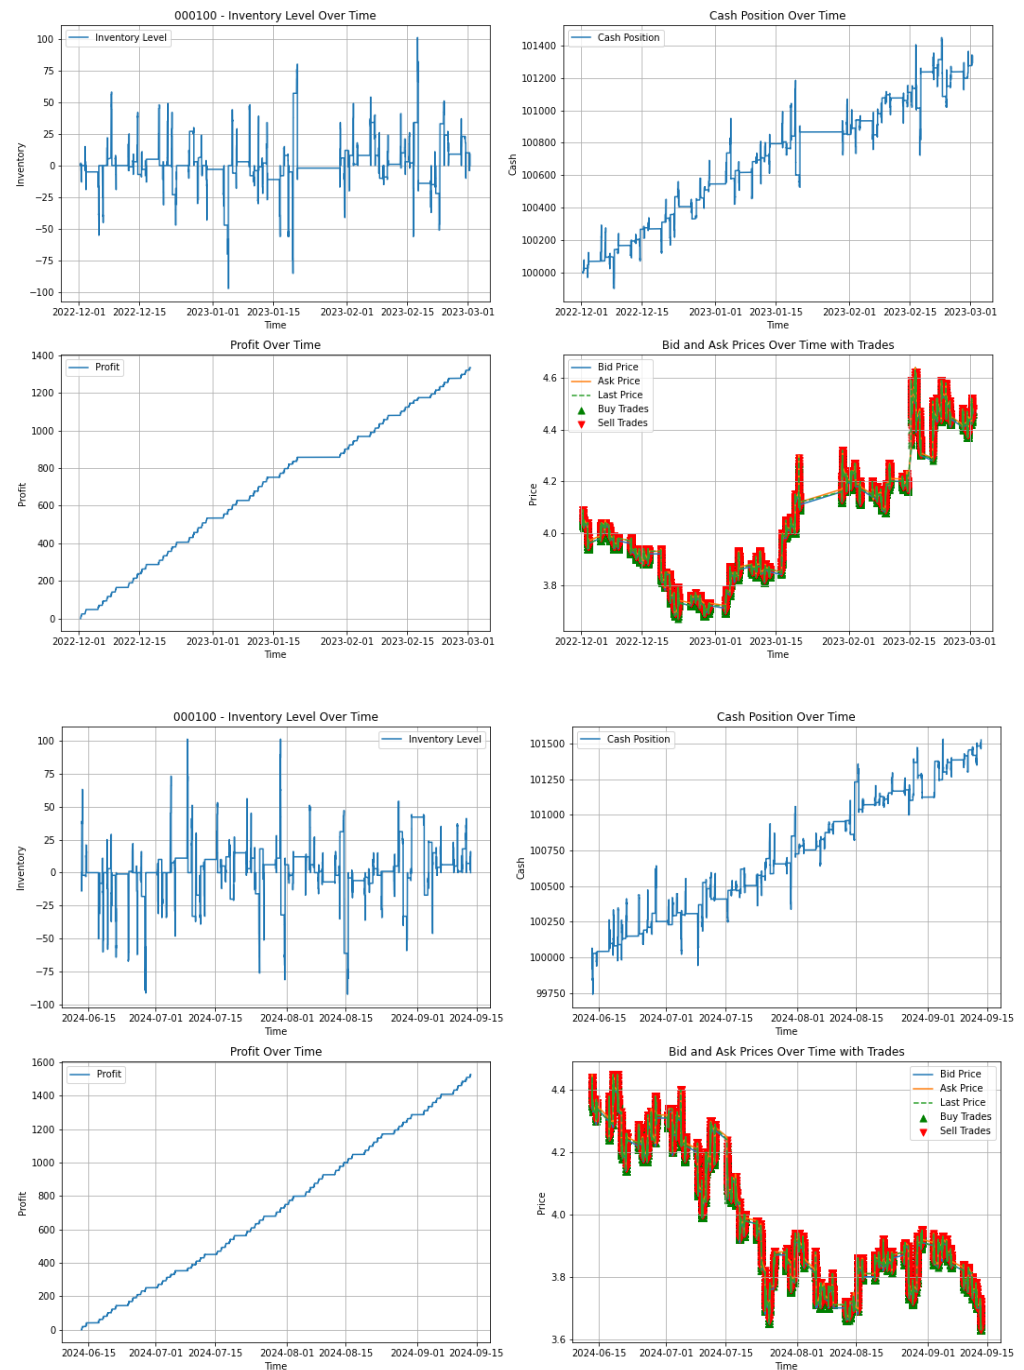 000100 - Inventory Level Over Time
Inventory Level
100
75
50
25
0
−25
−50
−75
−100
Inventory
2022-12-01 2022-12-15 2023-01-01 2023-01-15 2023-02-01 2023-02-15 2023-03-01
Time
Cash Position Over Time
Cash Position
101400
101200
101000
100800
100600
100400
100200
100000
Cash
2022-12-01 2022-12-15 2023-01-01 2023-01-15 2023-02-01 2023-02-15 2023-03-01
Time
Profit Over Time
Profit
1400
1200
1000
800
600
400
200
0
Profit
2022-12-01 2022-12-15 2023-01-01 2023-01-15 2023-02-01 2023-02-15 2023-03-01
Time
Bid and Ask Prices Over Time with Trades
Bid Price
Ask Price
Last Price
Buy Trades
Sell Trades
4.6
4.4
4.2
4.0
3.8
Price
2022-12-01 2022-12-15 2023-01-01 2023-01-15 2023-02-01 2023-02-15 2023-03-01
Time
000100 - Inventory Level Over Time
Inventory Level
100
75
50
25
0
−25
−50
−75
−100
Inventory
2024-06-15 2024-07-01 2024-07-15 2024-08-01 2024-08-15 2024-09-01 2024-09-15
Time
Cash Position Over Time
Cash Position
101500
101250
101000
100750
100500
100250
100000
99750
Cash
2024-06-15 2024-07-01 2024-07-15 2024-08-01 2024-08-15 2024-09-01 2024-09-15
Time
Profit Over Time
Profit
1600
1400
1200
1000
800
600
400
200
0
Profit
2024-06-15 2024-07-01 2024-07-15 2024-08-01 2024-08-15 2024-09-01 2024-09-15
Time
Bid and Ask Prices Over Time with Trades
Bid Price
Ask Price
Last Price
Buy Trades
Sell Trades
4.4
4.2
4.0
3.8
3.6
Price
2024-06-15 2024-07-01 2024-07-15 2024-08-01 2024-08-15 2024-09-01 2024-09-15
Time